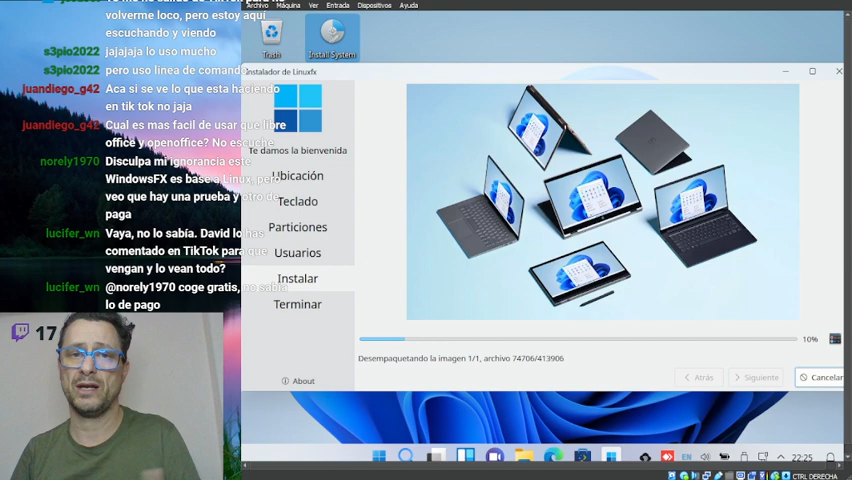 Archivo Máquina Ver Entrada Dispositivos Ayuda
volverme loco, pero estoy aquí
escuchando y viendo
s3pio2022 jajajaja lo uso mucho
s3pio2022 pero uso linea de comando
juandiego_g42 Aca si se ve lo que esta haciendo
en tik tok no jaja
juandiego_g42 Cual es mas facil de usar que libre
office y openoffice? No escuche
norely1970 Disculpa mi ignorancia este
WindowsFX es base a Linux, pero
veo que hay una prueba y otro de
paga
lucifer_wn Vaya, no lo sabía. David lo has
comentado en TikTok para que
vengan y lo vean todo?
lucifer_wn @norely1970 coge gratis, no sabía
lo de pago
17
Trash
Install System
Instalador de Linuxfx
Te damos la bienvenida
Ubicación
Teclado
Particiones
Usuarios
Instalar
Terminar
About
10%
Desempaquetando la imagen 1/1, archivo 74706/413906
Atrás
Siguiente
Cancelar
EN
22:25
CTRL DERECHA